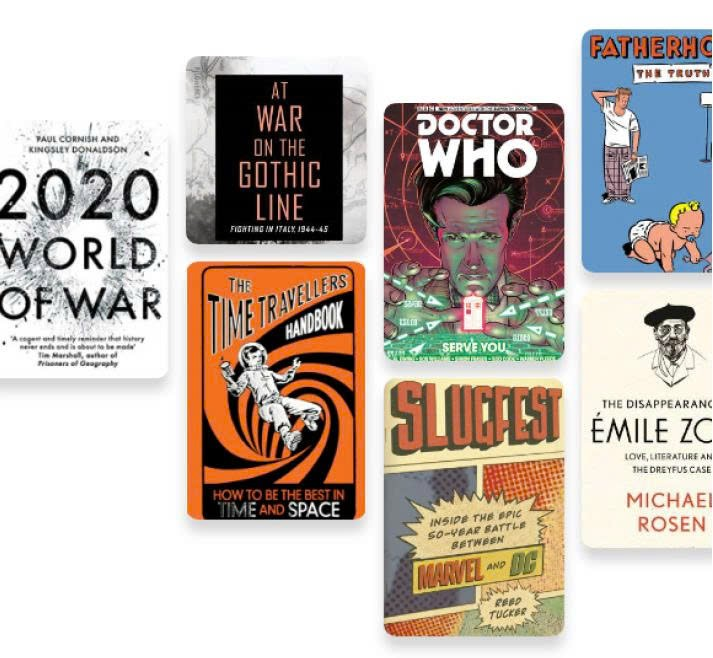 PAUL CORNISH AND
KINGSLEY DONALDSON
2020
WORLD
OF WAR
'A cogent and timely reminder that history
never ends and is about to be made'
Tim Marshall, author of
Prisoners of Geography
AT
WAR
ON THE
GOTHIC
LINE
FIGHTING IN ITALY, 1944-45
THE
TIME TRAVELLERS
HANDBOOK
HOW TO BE THE BEST IN
TIME AND SPACE
DOCTOR
WHO
SERVE YOU
SLUGFEST
INSIDE THE EPIC
50-YEAR BATTLE
BETWEEN
MARVEL AND DC
REED
TUCKER
FATHERHO
THE TRUTH
THE DISAPPEARANC
ÉMILE ZO
LOVE, LITERATURE AN
THE DREYFUS CASE
MICHAEL
ROSEN